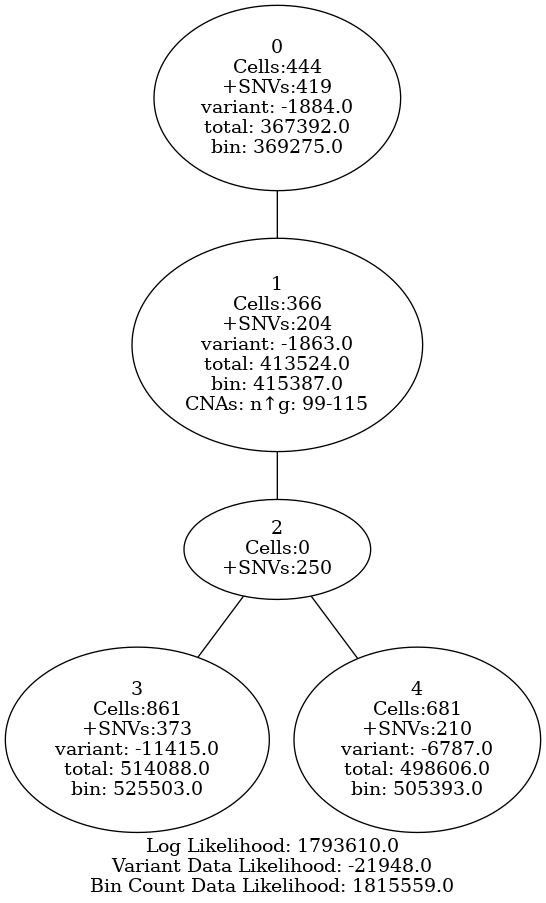 0
Cells:444
+SNVs:419
variant: -1884.0
total: 367392.0
bin: 369275.0
1
Cells:366
+SNVs:204
variant: -1863.0
total: 413524.0
bin: 415387.0
CNAs: n↑g: 99-115
2
Cells:0
+SNVs:250
3
Cells:861
+SNVs:373
variant: -11415.0
total: 514088.0
bin: 525503.0
4
Cells:681
+SNVs:210
variant: -6787.0
total: 498606.0
bin: 505393.0
Log Likelihood: 1793610.0
Variant Data Likelihood: -21948.0
Bin Count Data Likelihood: 1815559.0